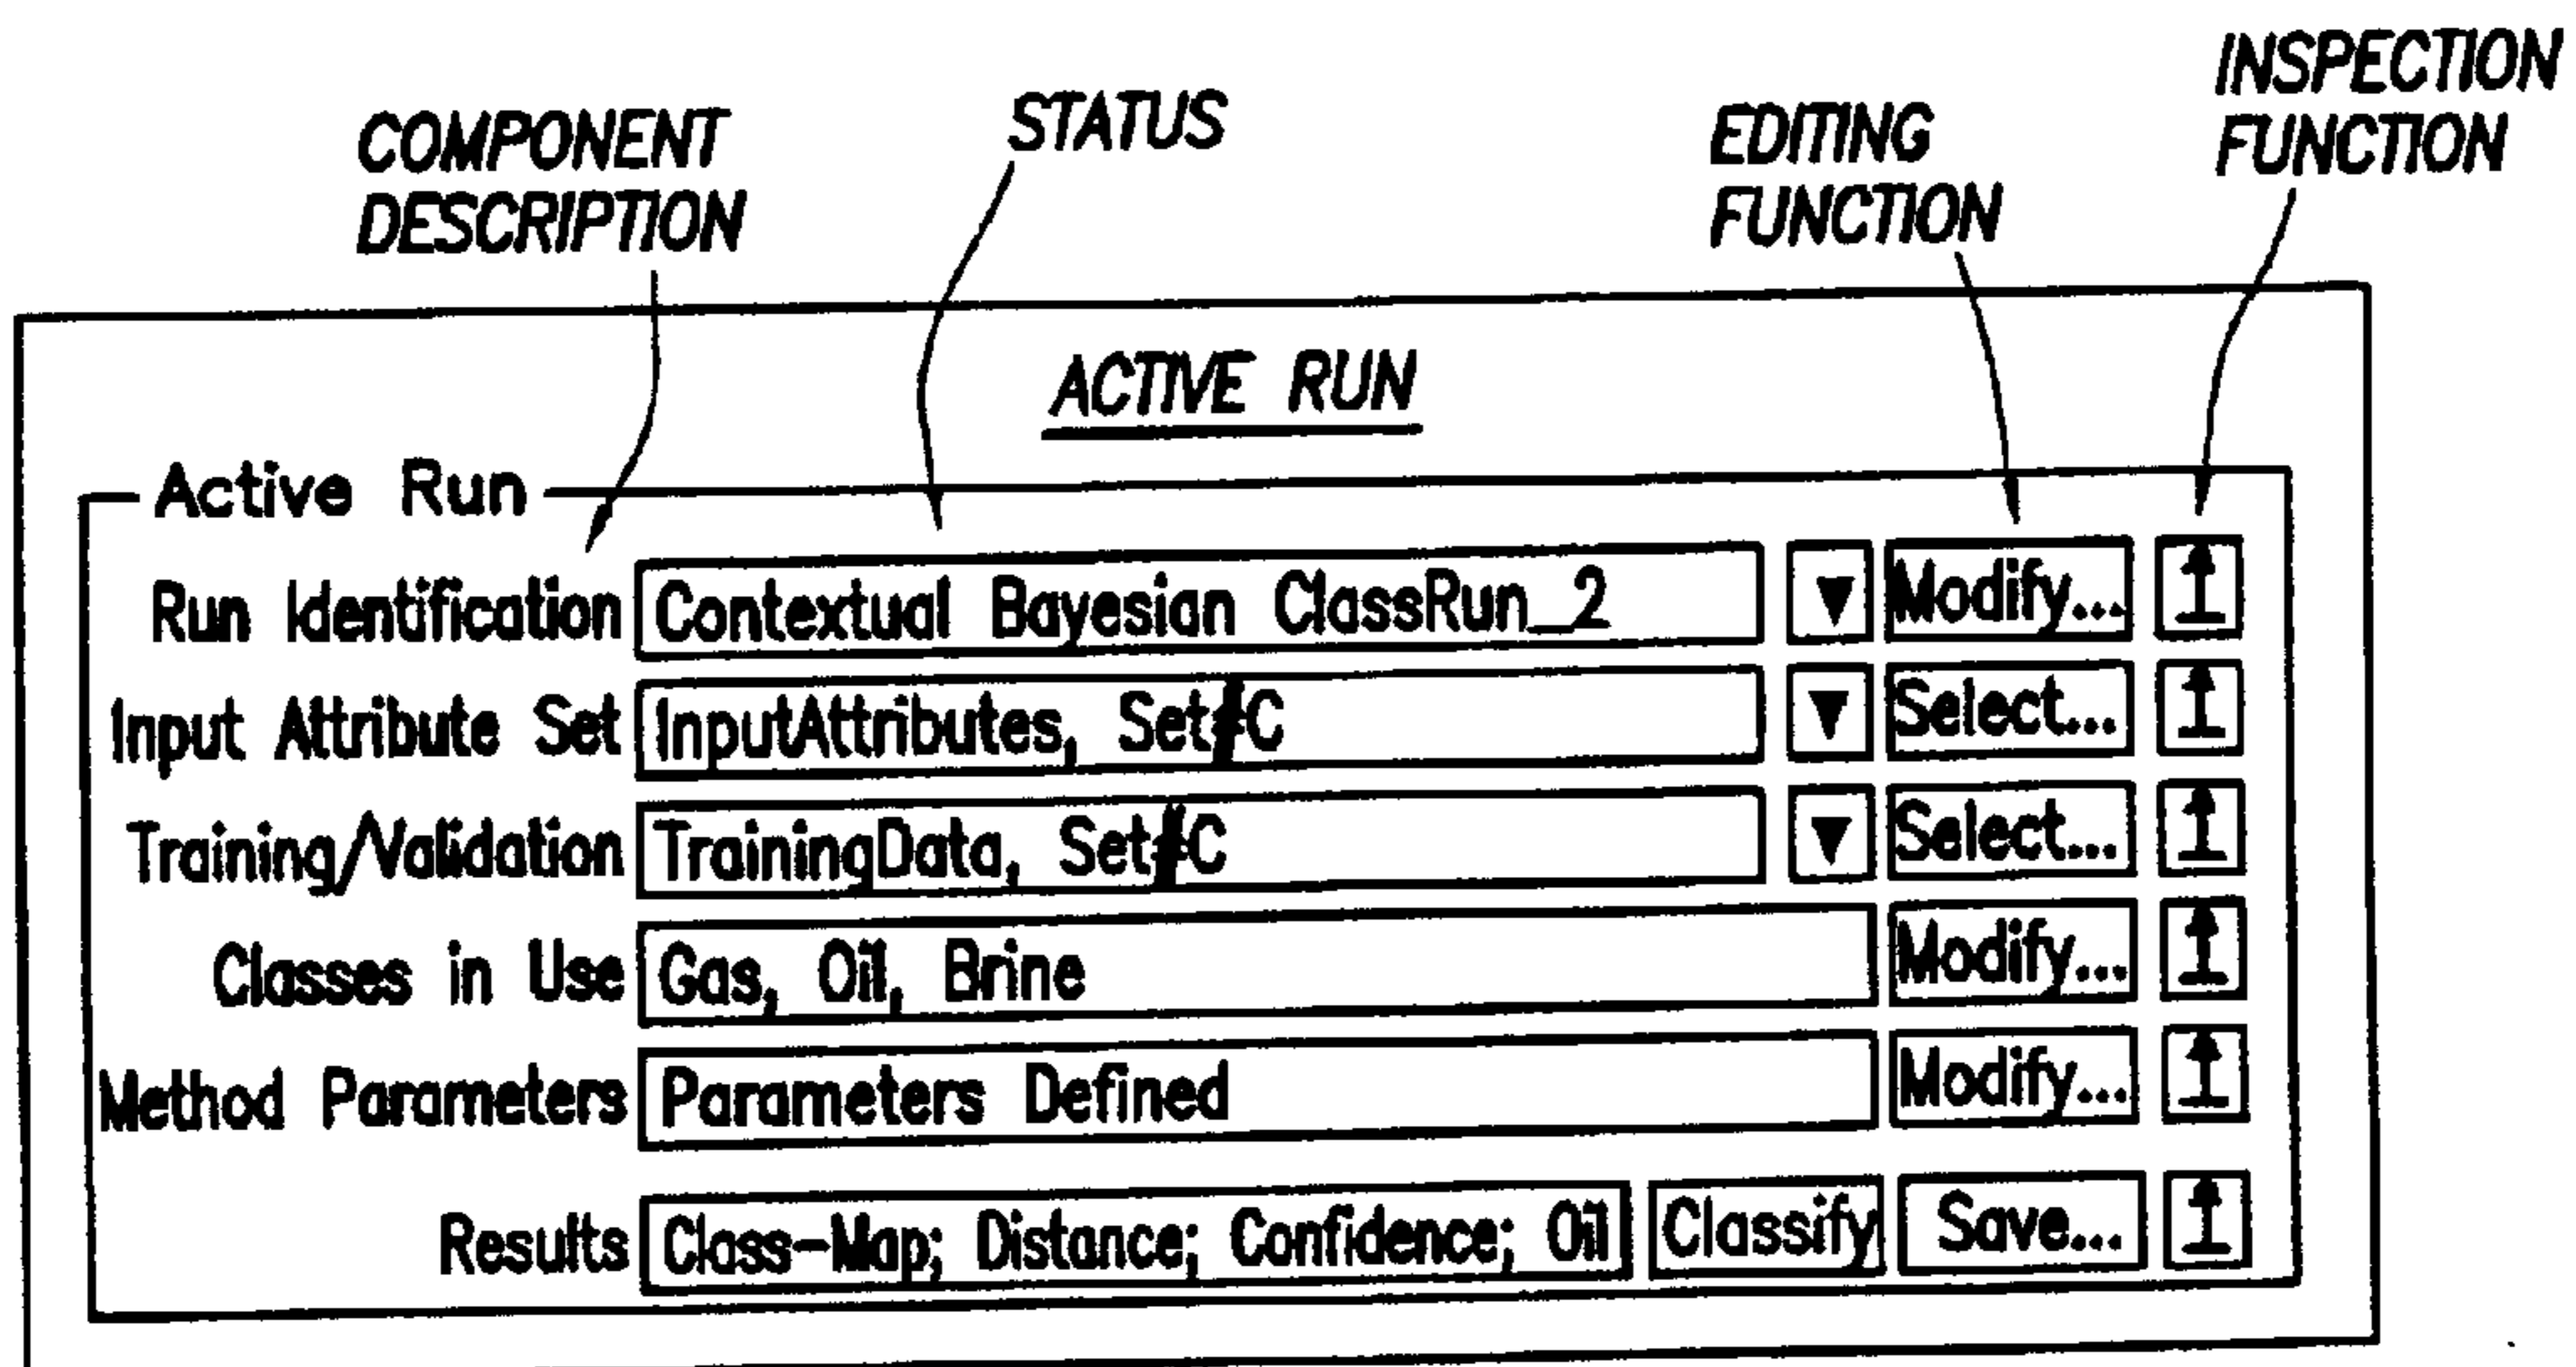 INSPECTION
FUNCTION
COMPONENT
DESCRIPTION
STATUS
EDITING
FUNCTION
ACTIVE RUN
Active Run
Run Identification Contextual Bayesian ClassRun_2 ▼ Modify...
Input Attribute Set InputAttributes, Set#C ▼ Select...
Training/Validation TrainingData, Set#C ▼ Select...
Classes in Use Gas, Oil, Brine Modify...
Method Parameters Parameters Defined Modify...
Results Class-Map; Distance; Confidence; Oil Classify Save...